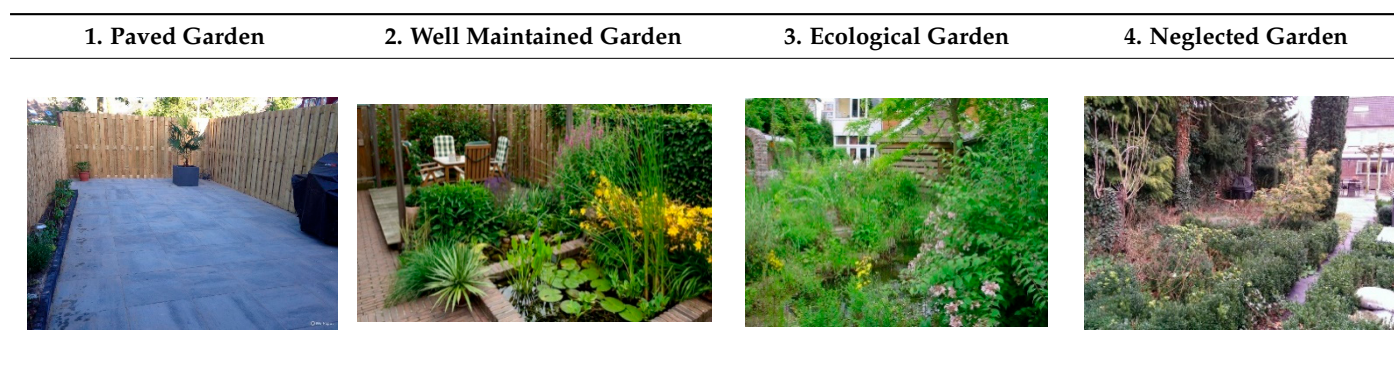 1. Paved Garden
2. Well Maintained Garden
3. Ecological Garden
4. Neglected Garden